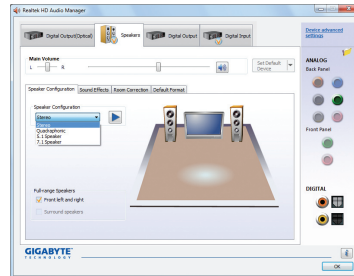 Realtek HD Audio Manager
Digital Output(Optical)
Speakers
Digital Output
Digital Input
Device advanced settings
Main Volume
L
R
Set Default Device
ANALOG
Back Panel
Speaker Configuration
Sound Effects
Room Correction
Default Format
Speaker Configuration
Stereo
Stereo
Quadraphonic
5.1 Speaker
7.1 Speaker
Front Panel
Full-range Speakers
Front left and right
Surround speakers
DIGITAL
GIGABYTE
TECHNOLOGY
i
OK